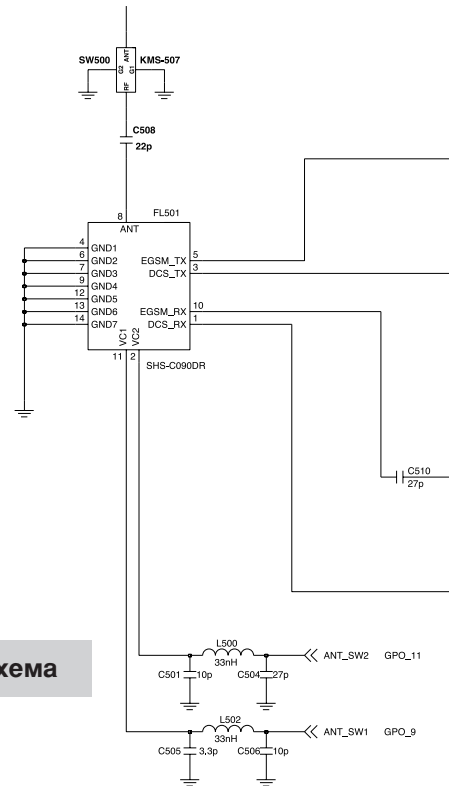 SW500
G2
ANT
G1
RF
KMS-507
C508
22p
8
FL501
ANT
4 GND1
6 GND2
7 GND3
9 GND4
12 GND5
13 GND6
14 GND7
EGSM_TX 5
DCS_TX 3
EGSM_RX 10
DCS_RX 1
VC1
VC2
11 2
SHS-C090DR
C510
27p
L500
33nH
ANT_SW2 GPO_11
C501 10p
C504 27p
хема
L502
33nH
ANT_SW1 GPO_9
C505 3,3p
C506 10p